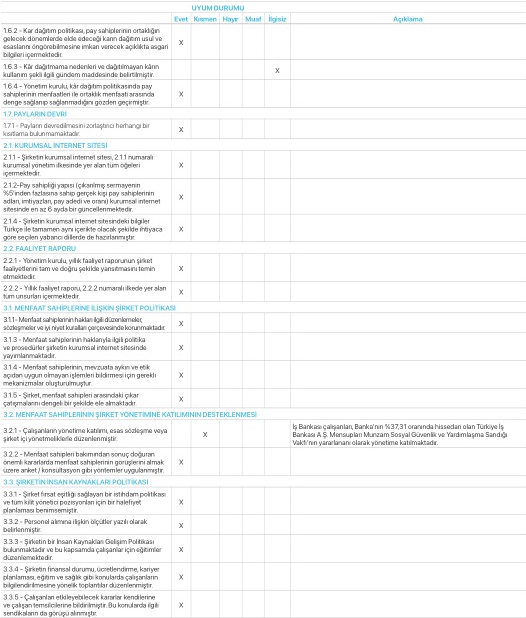 UYUM DURUMU
Evet Kısmen Hayır Muaf İlgisiz Açıklama
1.6.2 - Kar dağıtım politikası, pay sahiplerinin ortaklığın
gelecek dönemlerde elde edeceği karın dağıtım usul ve
esaslarını öngörebilmesine imkan verecek açıklıkta asgari
bilgileri içermektedir.
X
1.6.3 - Kâr dağıtmama nedenleri ve dağıtılmayan kârın
kullanım şekli ilgili gündem maddesinde belirtilmiştir.
X
1.6.4 - Yönetim kurulu, kâr dağıtım politikasında pay
sahiplerinin menfaatleri ile ortaklık menfaati arasında
denge sağlanıp sağlanmadığını gözden geçirmiştir.
X
1.7. PAYLARIN DEVRİ
1.7.1 - Payların devredilmesini zorlaştırıcı herhangi bir
kısıtlama bulunmamaktadır.
X
2.1. KURUMSAL İNTERNET SİTESİ
2.1.1 - Şirketin kurumsal internet sitesi, 2.1.1 numaralı
kurumsal yönetim ilkesinde yer alan tüm öğeleri
içermektedir.
X
2.1.2-Pay sahipliği yapısı (çıkarılmış sermayenin
%5'inden fazlasına sahip gerçek kişi pay sahiplerinin
adları, imtiyazları, pay adedi ve oranı) kurumsal internet
sitesinde en az 6 ayda bir güncellenmektedir.
X
2.1.4 - Şirketin kurumsal internet sitesindeki bilgiler
Türkçe ile tamamen aynı içerikte olacak şekilde ihtiyaca
göre seçilen yabancı dillerde de hazırlanmıştır.
X
2.2. FAALİYET RAPORU
2.2.1 - Yönetim kurulu, yıllık faaliyet raporunun şirket
faaliyetlerini tam ve doğru şekilde yansıtmasını temin
etmektedir.
X
2.2.2 - Yıllık faaliyet raporu, 2.2.2 numaralı ilkede yer alan
tüm unsurları içermektedir.
X
3.1. MENFAAT SAHİPLERİNE İLİŞKİN ŞİRKET POLİTİKASI
3.1.1- Menfaat sahiplerinin hakları ilgili düzenlemeler,
sözleşmeler ve iyi niyet kuralları çerçevesinde korunmaktadır.
X
3.1.3 - Menfaat sahiplerinin haklarıyla ilgili politika
ve prosedürler şirketin kurumsal internet sitesinde
yayımlanmaktadır.
X
3.1.4 - Menfaat sahiplerinin, mevzuata aykırı ve etik
açıdan uygun olmayan işlemleri bildirmesi için gerekli
mekanizmalar oluşturulmuştur.
X
3.1.5 - Şirket, menfaat sahipleri arasındaki çıkar
çatışmalarını dengeli bir şekilde ele almaktadır.
X
3.2. MENFAAT SAHİPLERİNİN ŞİRKET YÖNETİMİNE KATILIMININ DESTEKLENMESİ
3.2.1 - Çalışanların yönetime katılımı, esas sözleşme veya
şirket içi yönetmeliklerle düzenlenmiştir.
X
İş Bankası çalışanları, Banka'nın %37,31 oranında hissedarı olan Türkiye İş
Bankası A.Ş. Mensupları Munzam Sosyal Güvenlik ve Yardımlaşma Sandığı
Vakfı'nın yararlananı olarak yönetime katılmaktadır.
3.2.2 - Menfaat sahipleri bakımından sonuç doğuran
önemli kararlarda menfaat sahiplerinin görüşlerini almak
üzere anket / konsültasyon gibi yöntemler uygulanmıştır.
X
3.3. ŞİRKETİN İNSAN KAYNAKLARI POLİTİKASI
3.3.1 - Şirket fırsat eşitliği sağlayan bir istihdam politikası
ve tüm kilit yönetici pozisyonları için bir halefiyet
planlaması benimsemiştir.
X
3.3.2 - Personel alımına ilişkin ölçütler yazılı olarak
belirlenmiştir.
X
3.3.3 - Şirketin bir İnsan Kaynakları Gelişim Politikası
bulunmaktadır ve bu kapsamda çalışanlar için eğitimler
düzenlemektedir.
X
3.3.4 - Şirketin finansal durumu, ücretlendirme, kariyer
planlaması, eğitim ve sağlık gibi konularda çalışanların
bilgilendirilmesine yönelik toplantılar düzenlenmiştir.
X
3.3.5 - Çalışanları etkileyebilecek kararlar kendilerine
ve çalışan temsilcilerine bildirilmiştir. Bu konularda ilgili
sendikaların da görüşü alınmıştır.
X